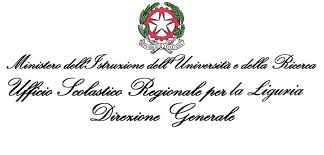 Ministero dell'Istruzione dell'Università e della Ricerca
Ufficio Scolastico Regionale per la Liguria
Direzione Generale